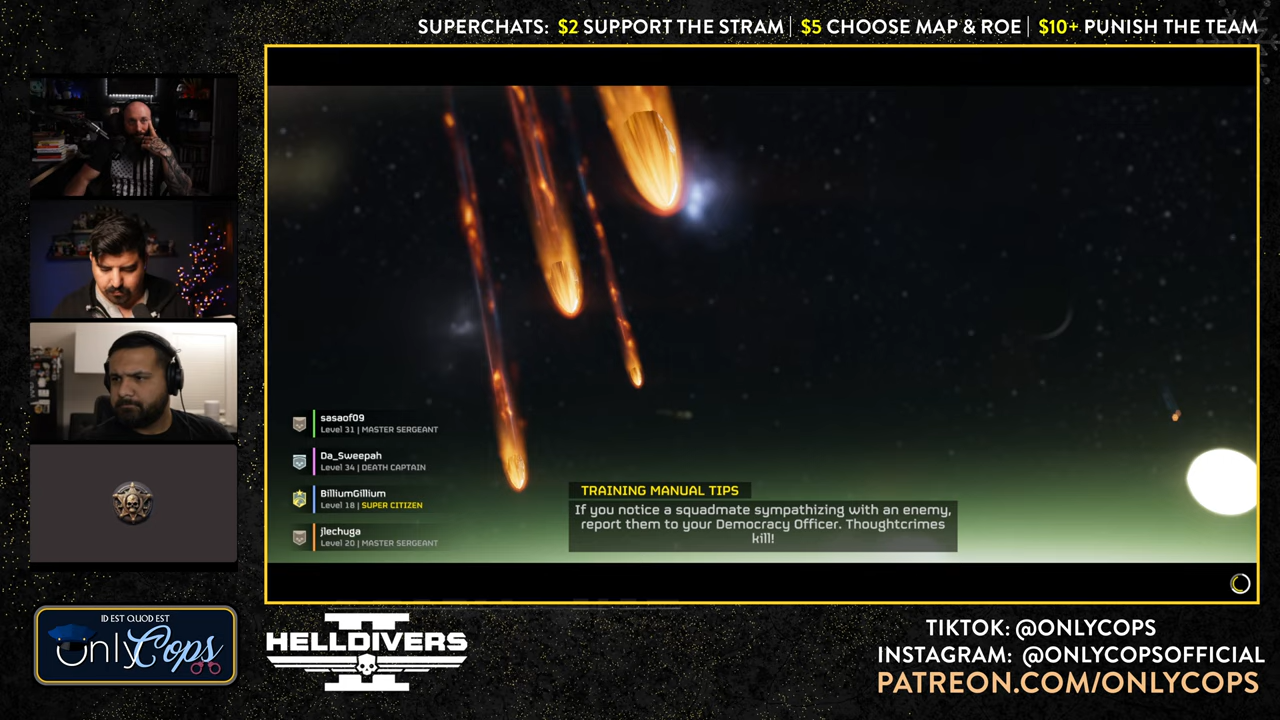 SUPERCHATS: $2 SUPPORT THE STRAM | $5 CHOOSE MAP & ROE | $10+ PUNISH THE TEAM
sasaof09
Level 31 | MASTER SERGEANT
Da_Sweepah
Level 34 | DEATH CAPTAIN
BilliumGillium
Level 18 | SUPER CITIZEN
jlechuga
Level 20 | MASTER SERGEANT
TRAINING MANUAL TIPS
If you notice a squadmate sympathizing with an enemy,
report them to your Democracy Officer. Thoughtcrimes
kill!
ID EST QUOD EST
Only Cops
II
HELLDIVERS
TIKTOK: @ONLYCOPS
INSTAGRAM: @ONLYCOPSOFFICIAL
PATREON.COM/ONLYCOPS